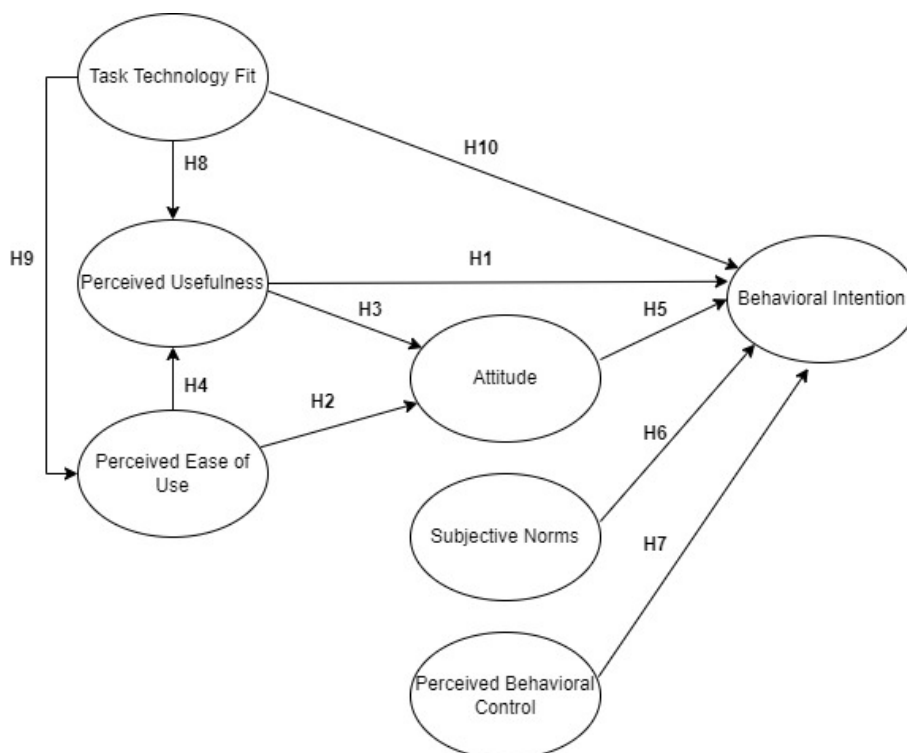 Task Technology Fit
H10
H8
H9
Perceived Usefulness
H1
Behavioral Intention
H3
H5
Attitude
H4
H2
Perceived Ease of
Use
H6
Subjective Norms
H7
Perceived Behavioral
Control